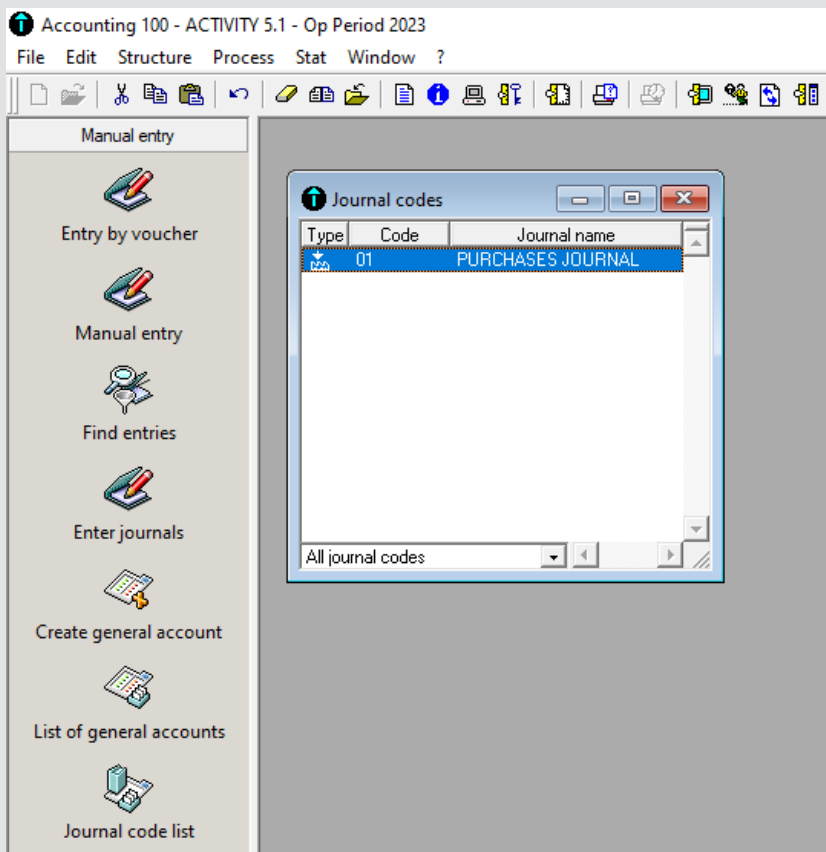 Accounting 100 - ACTIVITY 5.1 - Op Period 2023
File Edit Structure Process Stat Window ?
Manual entry
Entry by voucher
Manual entry
Find entries
Enter journals
Create general account
List of general accounts
Journal code list
Journal codes
Type Code Journal name
01 PURCHASES JOURNAL
All journal codes